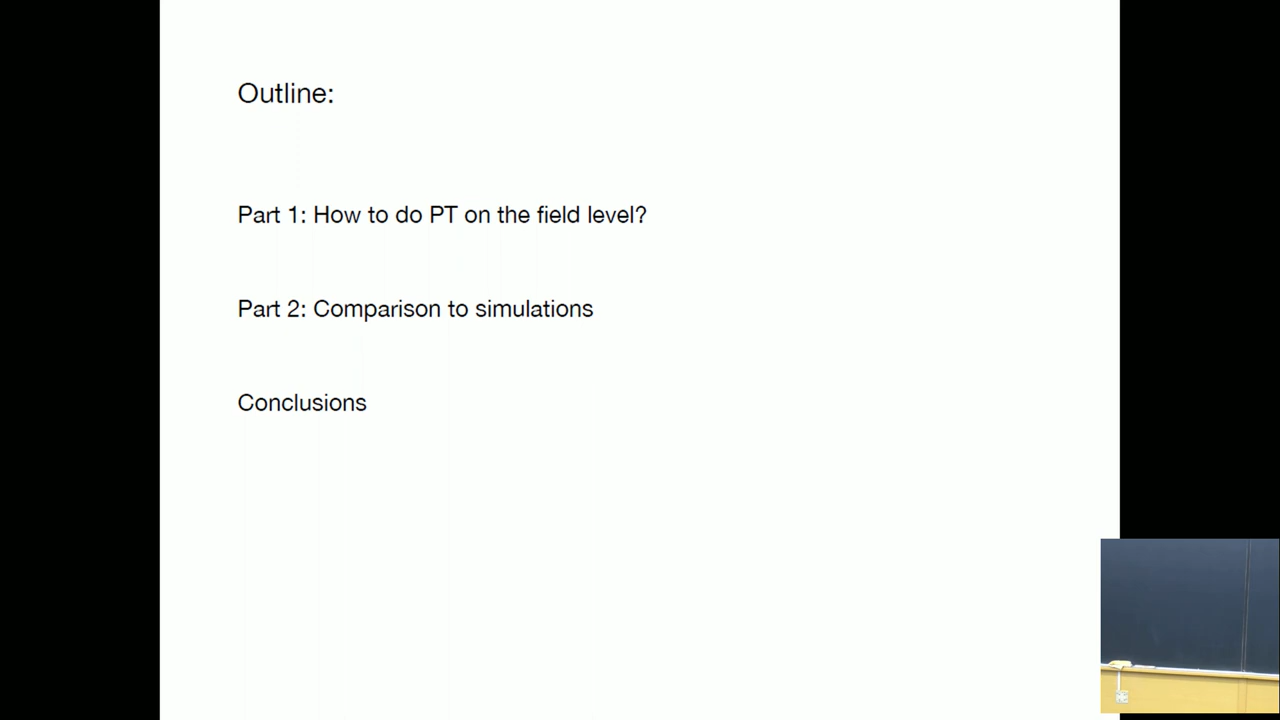 Outline:
Part 1: How to do PT on the field level?
Part 2: Comparison to simulations
Conclusions